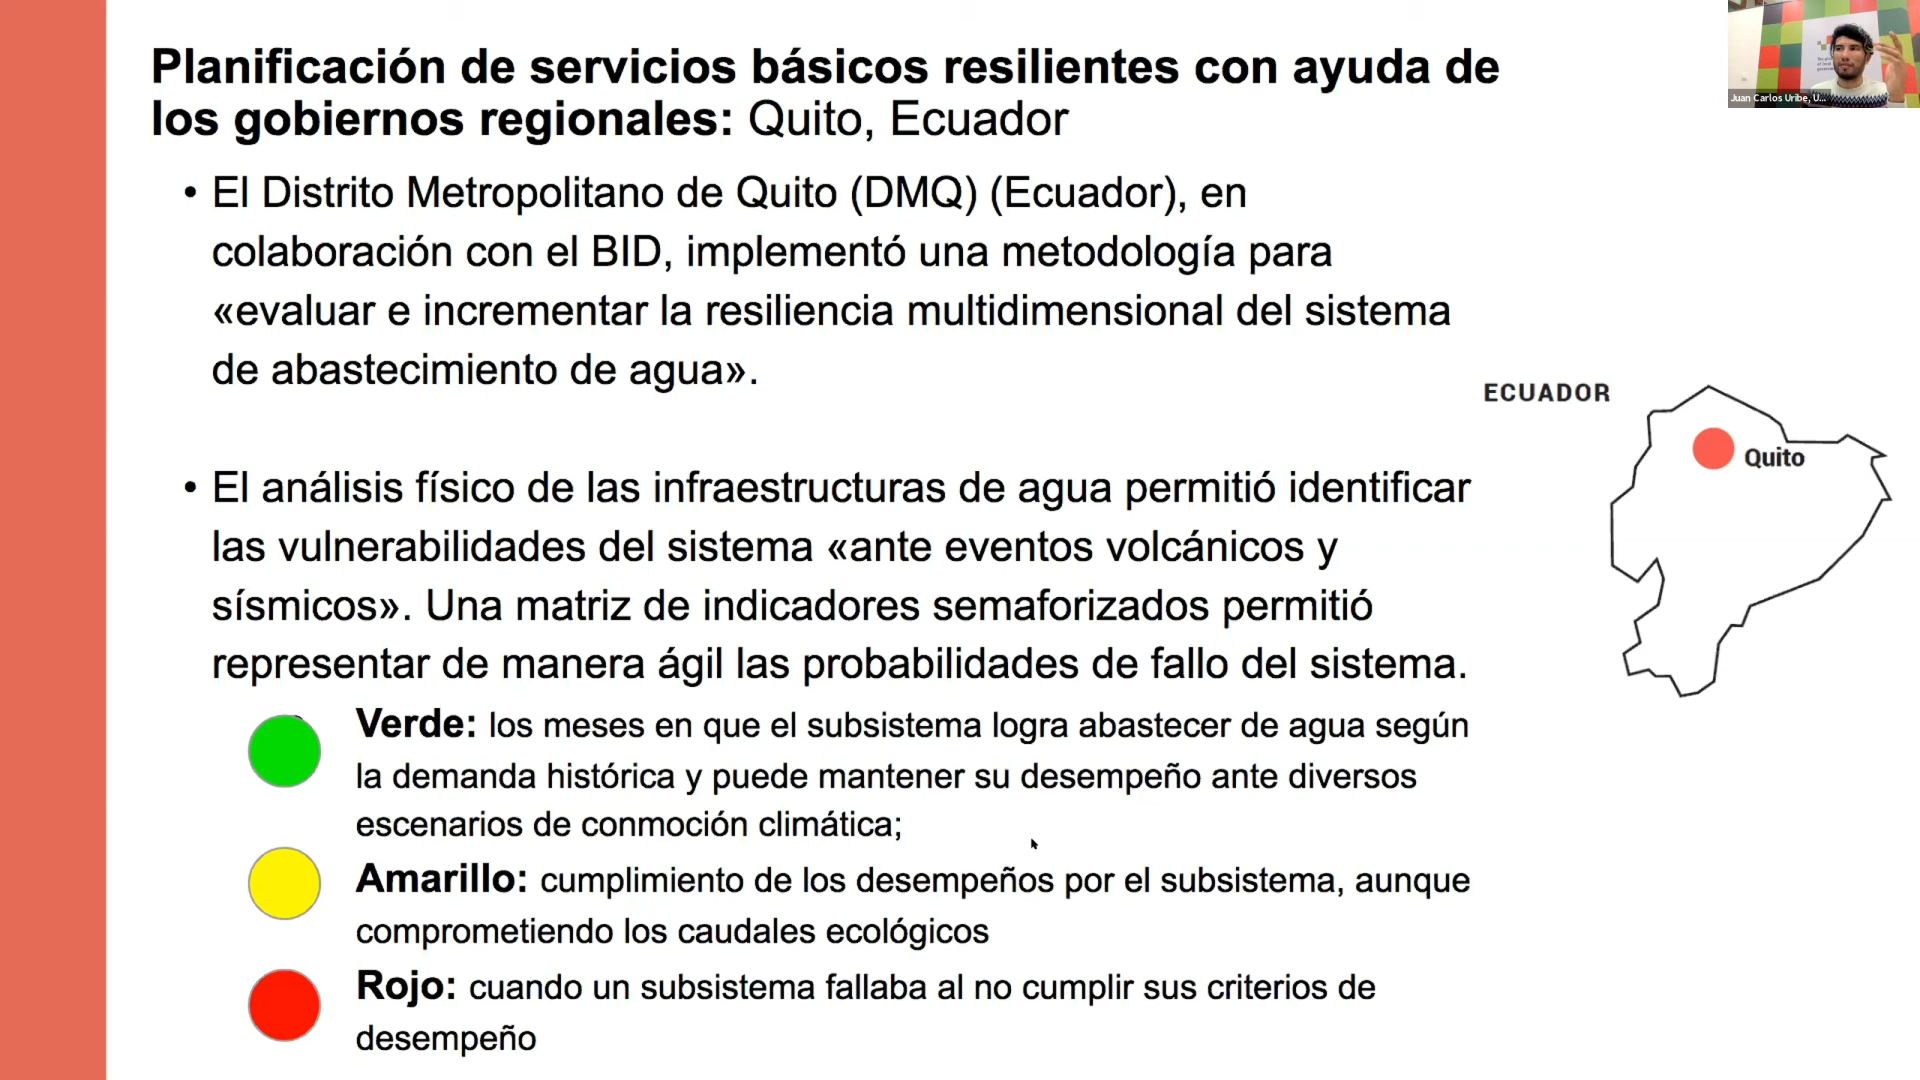 Planificación de servicios básicos resilientes con ayuda de
los gobiernos regionales: Quito, Ecuador
• El Distrito Metropolitano de Quito (DMQ) (Ecuador), en
colaboración con el BID, implementó una metodología para
«evaluar e incrementar la resiliencia multidimensional del sistema
de abastecimiento de agua».
• El análisis físico de las infraestructuras de agua permitió identificar
las vulnerabilidades del sistema «ante eventos volcánicos y
sísmicos». Una matriz de indicadores semaforizados permitió
representar de manera ágil las probabilidades de fallo del sistema.
Verde: los meses en que el subsistema logra abastecer de agua según
la demanda histórica y puede mantener su desempeño ante diversos
escenarios de conmoción climática;
Amarillo: cumplimiento de los desempeños por el subsistema, aunque
comprometiendo los caudales ecológicos
Rojo: cuando un subsistema fallaba al no cumplir sus criterios de
desempeño
ECUADOR
Quito
Juan Carlos Uribe, U...